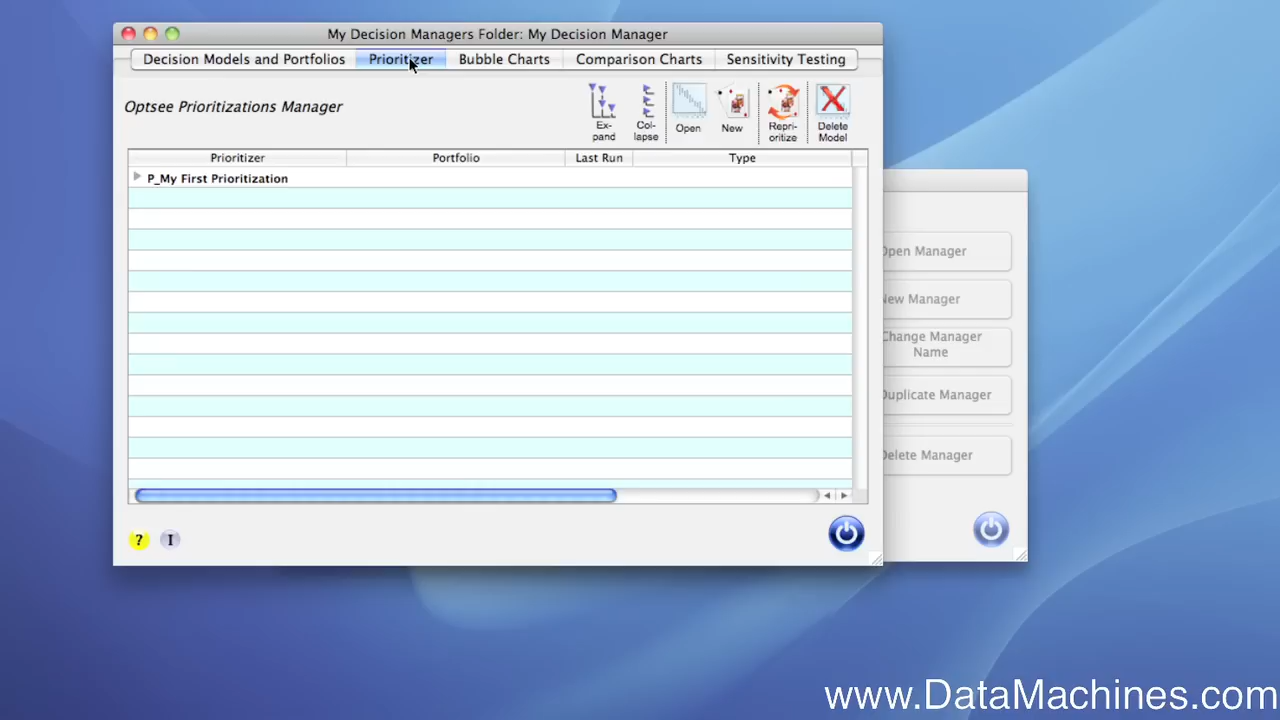 My Decision Managers Folder: My Decision Manager
Decision Models and Portfolios
Prioritizer
Bubble Charts
Comparison Charts
Sensitivity Testing
Optsee Prioritizations Manager
Ex-
pand
Col-
lapse
Open
New
Repri-
oritize
Delete
Model
Prioritizer
Portfolio
Last Run
Type
P_My First Prioritization
Open Manager
New Manager
Change Manager
Name
Duplicate Manager
Delete Manager
?
I
www.DataMachines.com